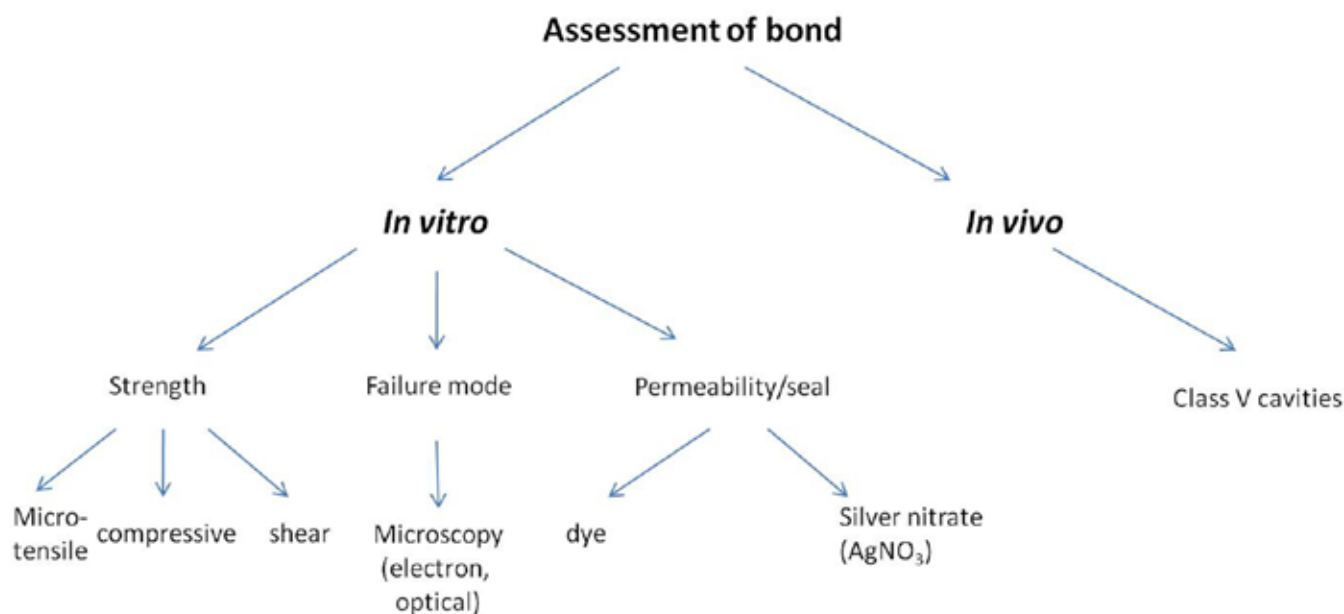 Assessment of bond
In vitro
In vivo
Strength
Failure mode
Permeability/seal
Class V cavities
Micro-
tensile
compressive
shear
Microscopy
(electron,
optical)
dye
Silver nitrate
(AgNO₃)